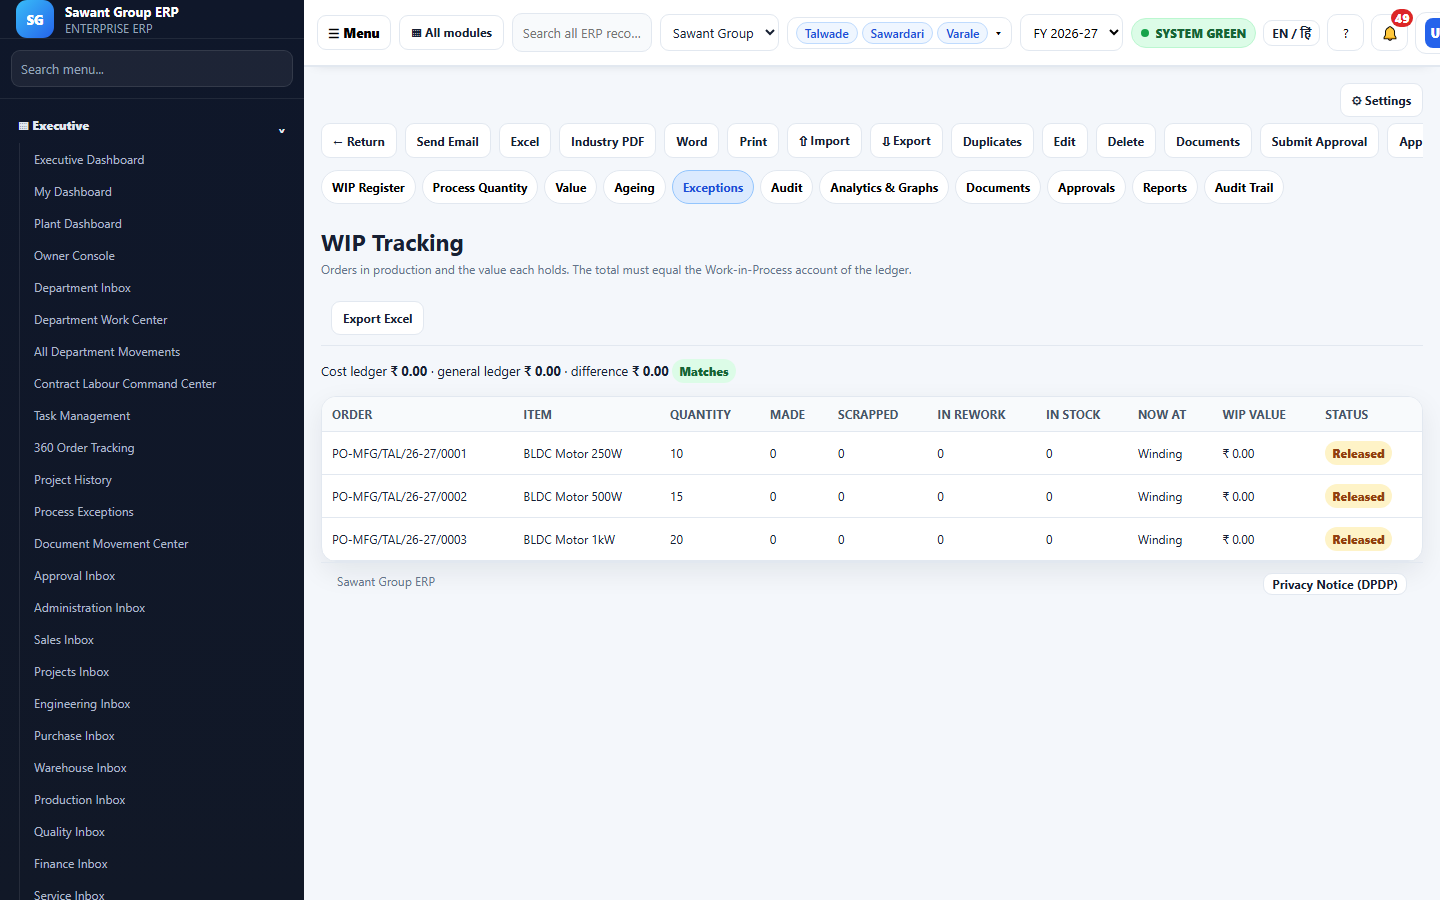 SG
Sawant Group ERP
ENTERPRISE ERP
☰ Menu
▦ All modules
Search all ERP reco...
Sawant Group
Talwade
Sawardari
Varale
FY 2026-27
SYSTEM GREEN
EN / हिं
?
49
U
Search menu...
⚙ Settings
▦ Executive
← Return
Send Email
Excel
Industry PDF
Word
Print
⇧ Import
⇩ Export
Duplicates
Edit
Delete
Documents
Submit Approval
App
WIP Register
Process Quantity
Value
Ageing
Exceptions
Audit
Analytics & Graphs
Documents
Approvals
Reports
Audit Trail
Executive Dashboard
My Dashboard
Plant Dashboard
Owner Console
Department Inbox
Department Work Center
All Department Movements
Contract Labour Command Center
Task Management
360 Order Tracking
Project History
Process Exceptions
Document Movement Center
Approval Inbox
Administration Inbox
Sales Inbox
Projects Inbox
Engineering Inbox
Purchase Inbox
Warehouse Inbox
Production Inbox
Quality Inbox
Finance Inbox
Service Inbox
WIP Tracking
Orders in production and the value each holds. The total must equal the Work-in-Process account of the ledger.
Export Excel
Cost ledger ₹ 0.00 · general ledger ₹ 0.00 · difference ₹ 0.00 Matches
ORDER ITEM QUANTITY MADE SCRAPPED IN REWORK IN STOCK NOW AT WIP VALUE STATUS
PO-MFG/TAL/26-27/0001 BLDC Motor 250W 10 0 0 0 0 Winding ₹ 0.00 Released
PO-MFG/TAL/26-27/0002 BLDC Motor 500W 15 0 0 0 0 Winding ₹ 0.00 Released
PO-MFG/TAL/26-27/0003 BLDC Motor 1kW 20 0 0 0 0 Winding ₹ 0.00 Released
Sawant Group ERP
Privacy Notice (DPDP)